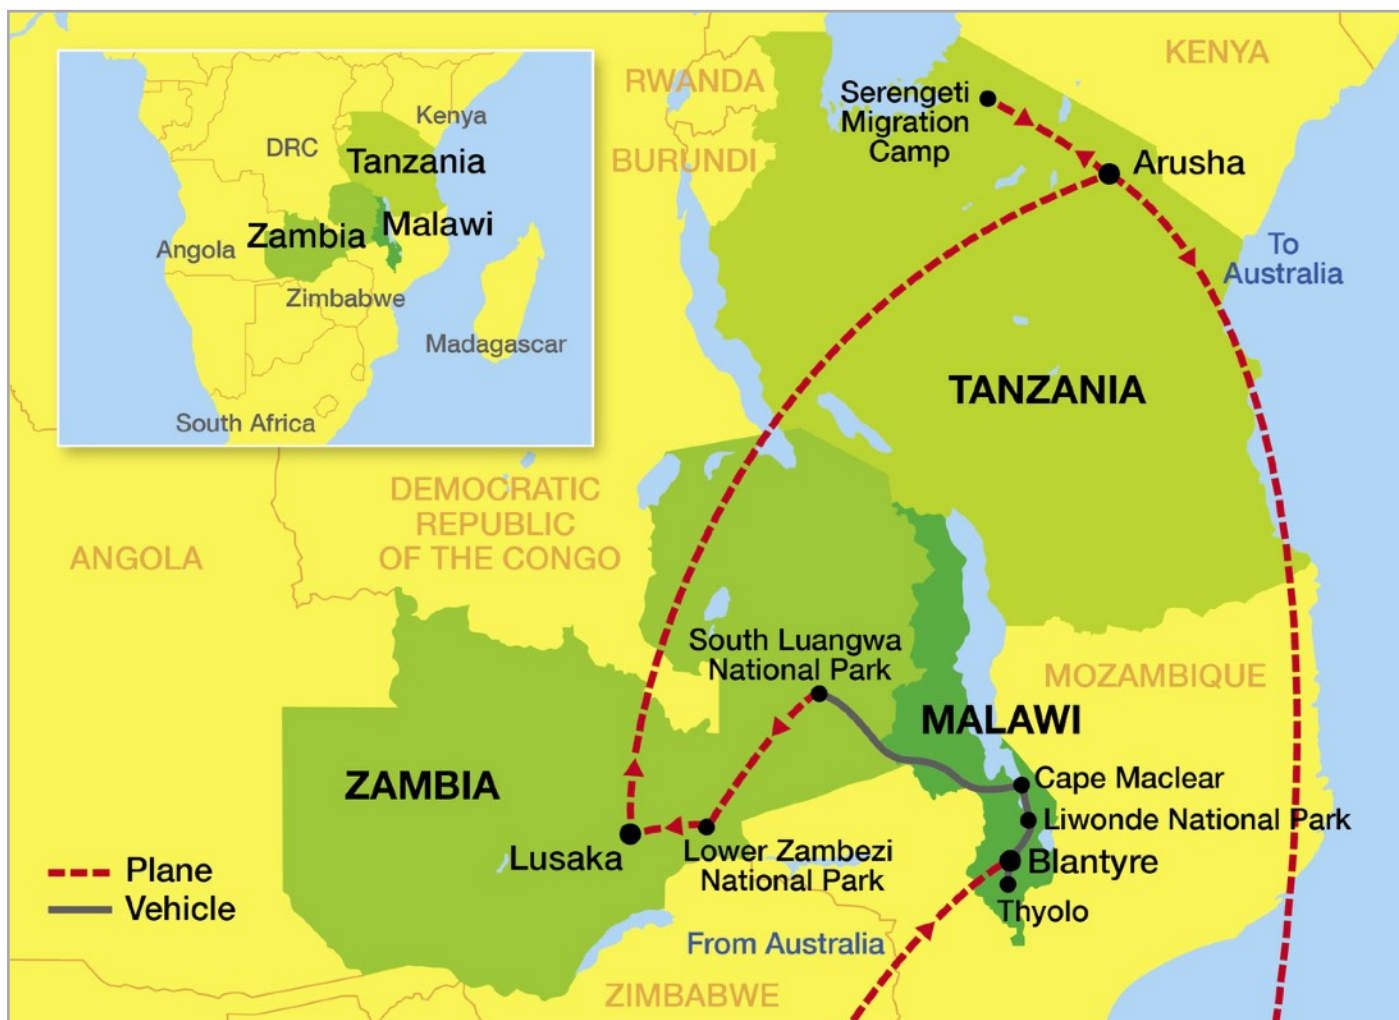 Kenya
DRC
Tanzania
Malawi
Zambia
Angola
Zimbabwe
Madagascar
South Africa
RWANDA
BURUNDI
KENYA
Serengeti
Migration
Camp
Arusha
To
Australia
TANZANIA
DEMOCRATIC
REPUBLIC
OF THE CONGO
ANGOLA
South Luangwa
National Park
MOZAMBIQUE
MALAWI
ZAMBIA
Cape Maclear
Liwonde National Park
Lusaka
Lower Zambezi
National Park
Blantyre
Thyolo
Plane
Vehicle
From Australia
ZIMBABWE